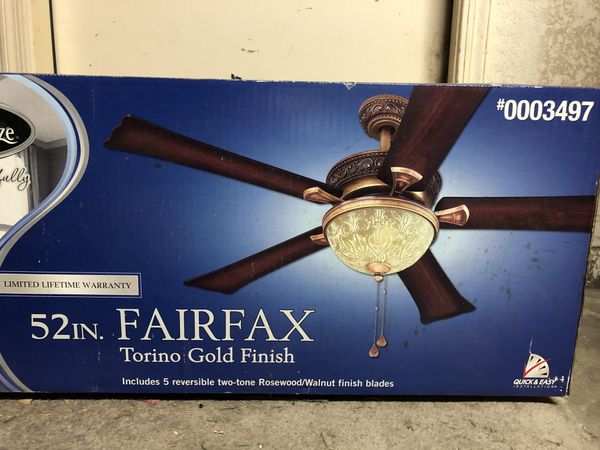 #0003497
LIMITED LIFETIME WARRANTY
52IN. FAIRFAX
Torino Gold Finish
Includes 5 reversible two-tone Rosewood/Walnut finish blades
QUICK & EASY
INSTALLATION